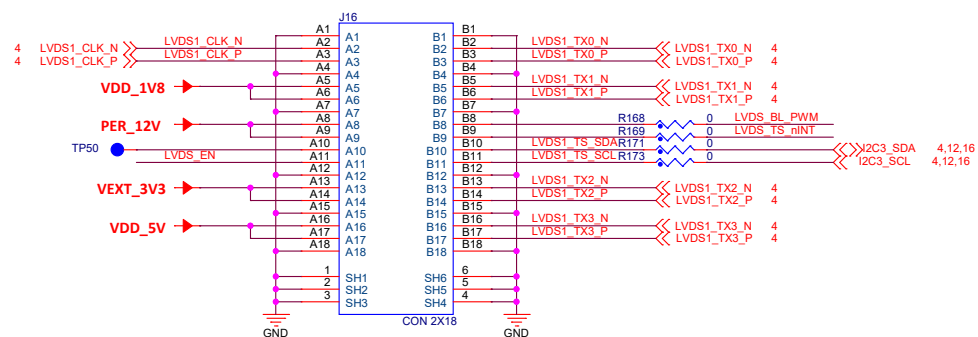 J16
A1 A1 B1 B1
4 LVDS1_CLK_N LVDS1_CLK_N A2 A2 B2 B2 LVDS1_TX0_N LVDS1_TX0_N 4
4 LVDS1_CLK_P LVDS1_CLK_P A3 A3 B3 B3 LVDS1_TX0_P LVDS1_TX0_P 4
A4 A4 B4 B4
VDD_1V8 A5 A5 B5 B5 LVDS1_TX1_N LVDS1_TX1_N 4
A6 A6 B6 B6 LVDS1_TX1_P LVDS1_TX1_P 4
A7 A7 B7 B7
PER_12V A8 A8 B8 B8 R168 0 LVDS_BL_PWM
A9 A9 B9 B9 R169 0 LVDS_TS_nINT
TP50 A10 A10 B10 B10 LVDS1_TS_SDA R171 0 I2C3_SDA 4,12,16
LVDS_EN A11 A11 B11 B11 LVDS1_TS_SCL R173 0 I2C3_SCL 4,12,16
A12 A12 B12 B12
VEXT_3V3 A13 A13 B13 B13 LVDS1_TX2_N LVDS1_TX2_N 4
A14 A14 B14 B14 LVDS1_TX2_P LVDS1_TX2_P 4
A15 A15 B15 B15
VDD_5V A16 A16 B16 B16 LVDS1_TX3_N LVDS1_TX3_N 4
A17 A17 B17 B17 LVDS1_TX3_P LVDS1_TX3_P 4
A18 A18 B18 B18
1 SH1 SH6 6
2 SH2 SH5 5
3 SH3 SH4 4
CON 2X18
GND GND